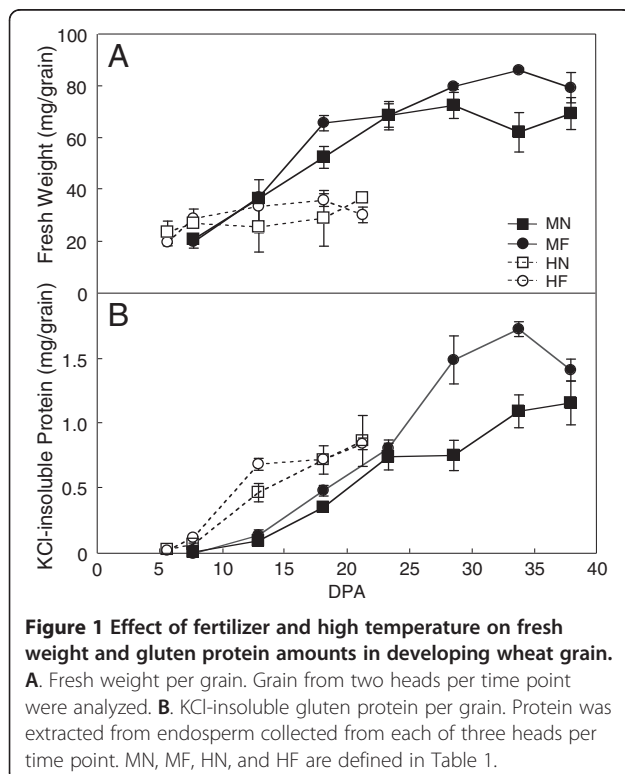 A
100
80
60
40
20
0
Fresh Weight (mg/grain)
MN
MF
HN
HF
B
1.5
1.0
0.5
0
KCl-insoluble Protein (mg/grain)
0 5 10 15 20 25 30 35 40
DPA
Figure 1 Effect of fertilizer and high temperature on fresh
weight and gluten protein amounts in developing wheat grain.
A. Fresh weight per grain. Grain from two heads per time point
were analyzed. B. KCl-insoluble gluten protein per grain. Protein was
extracted from endosperm collected from each of three heads per
time point. MN, MF, HN, and HF are defined in Table 1.